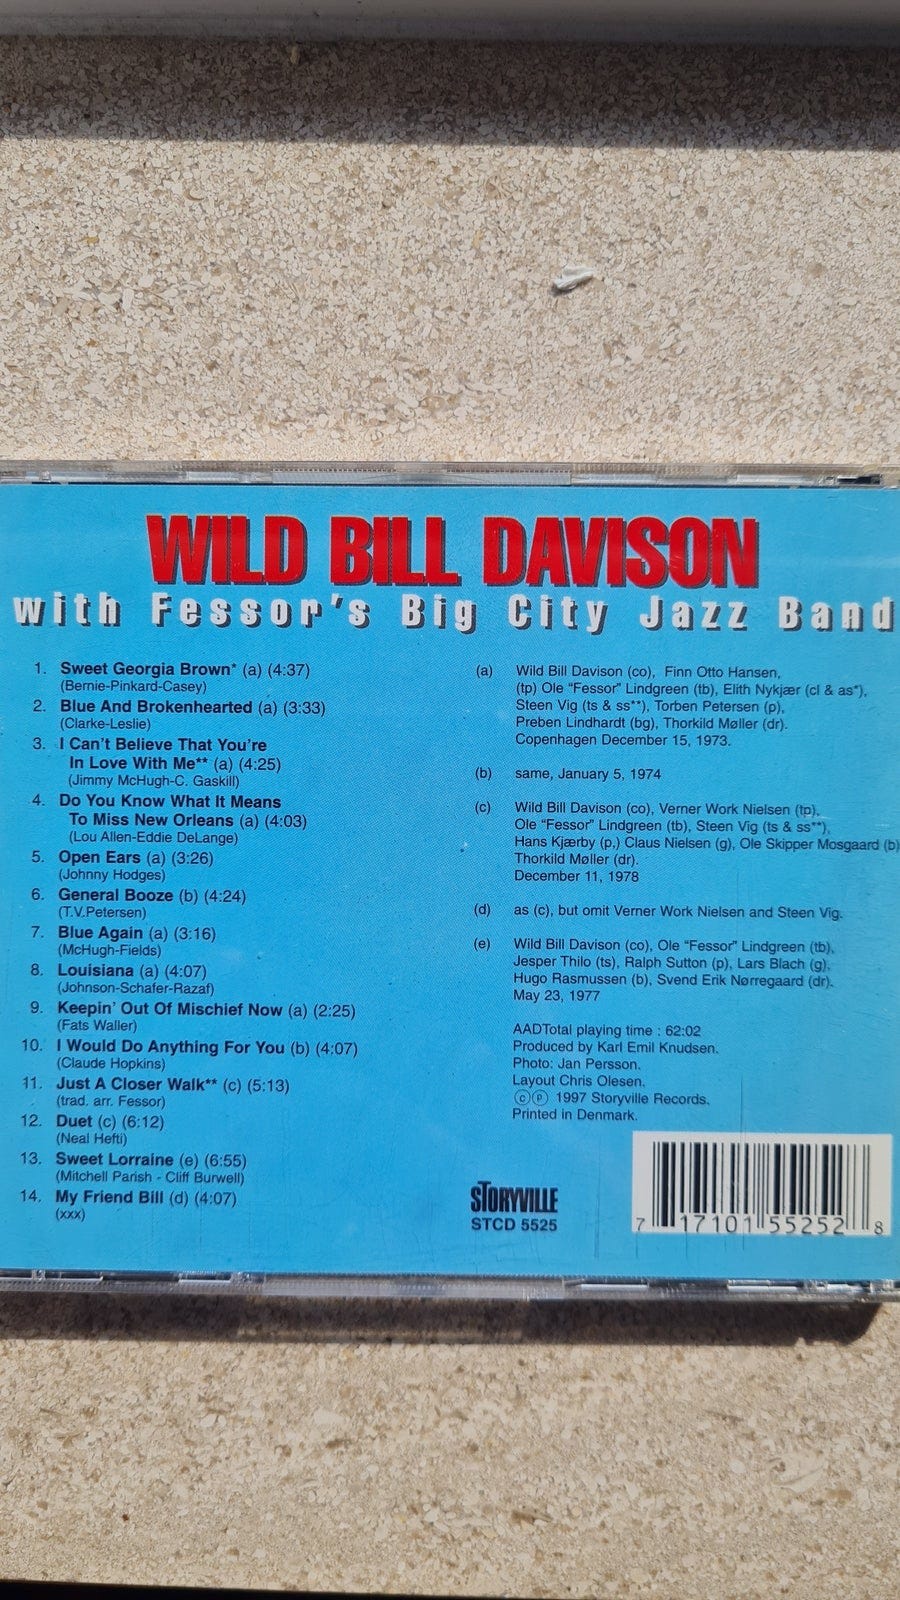 WILD BILL DAVISON
with Fessor's Big City Jazz Band
1. Sweet Georgia Brown* (a) (4:37)
(Bernie-Pinkard-Casey)
2. Blue And Brokenhearted (a) (3:33)
(Clarke-Leslie)
3. I Can't Believe That You're
In Love With Me** (a) (4:25)
(Jimmy McHugh-C. Gaskill)
4. Do You Know What It Means
To Miss New Orleans (a) (4:03)
(Lou Allen-Eddie DeLange)
5. Open Ears (a) (3:26)
(Johnny Hodges)
6. General Booze (b) (4:24)
(T.V.Petersen)
7. Blue Again (a) (3:16)
(McHugh-Fields)
8. Louisiana (a) (4:07)
(Johnson-Schafer-Razaf)
9. Keepin' Out Of Mischief Now (a) (2:25)
(Fats Waller)
10. I Would Do Anything For You (b) (4:07)
(Claude Hopkins)
11. Just A Closer Walk** (c) (5:13)
(trad. arr. Fessor)
12. Duet (c) (6:12)
(Neal Hefti)
13. Sweet Lorraine (e) (6:55)
(Mitchell Parish - Cliff Burwell)
14. My Friend Bill (d) (4:07)
(xxx)
(a) Wild Bill Davison (co), Finn Otto Hansen,
(tp) Ole "Fessor" Lindgreen (tb), Elith Nykjær (cl & as*),
Steen Vig (ts & ss**), Torben Petersen (p),
Preben Lindhardt (bg), Thorkild Møller (dr).
Copenhagen December 15, 1973.
(b) same, January 5, 1974
(c) Wild Bill Davison (co), Verner Work Nielsen (tp),
Ole "Fessor" Lindgreen (tb), Steen Vig (ts & ss**),
Hans Kjærby (p,) Claus Nielsen (g), Ole Skipper Mosgaard (b)
Thorkild Møller (dr).
December 11, 1978
(d) as (c), but omit Verner Work Nielsen and Steen Vig.
(e) Wild Bill Davison (co), Ole "Fessor" Lindgreen (tb),
Jesper Thilo (ts), Ralph Sutton (p), Lars Blach (g),
Hugo Rasmussen (b), Svend Erik Nørregaard (dr).
May 23, 1977
AADTotal playing time : 62:02
Produced by Karl Emil Knudsen.
Photo: Jan Persson.
Layout Chris Olesen.
©℗ 1997 Storyville Records.
Printed in Denmark.
STORYVILLE
STCD 5525
7 17101 55252 8